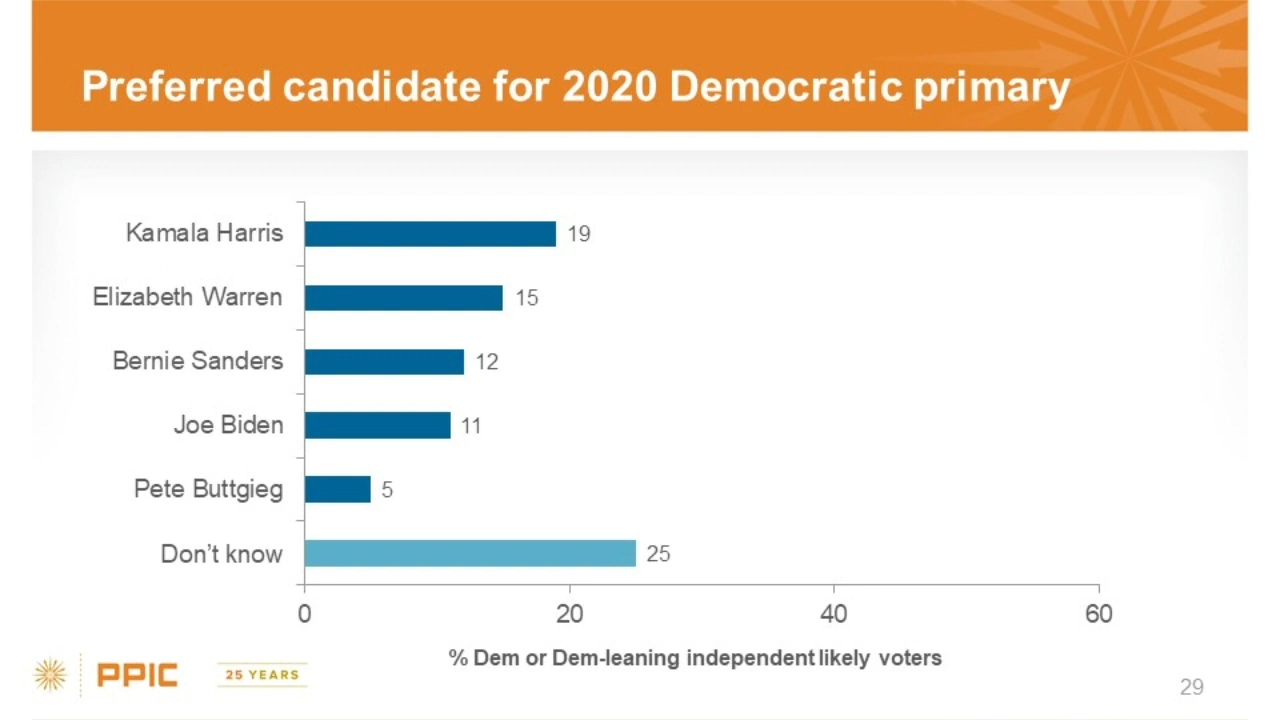 Preferred candidate for 2020 Democratic primary
Kamala Harris 19
Elizabeth Warren 15
Bernie Sanders 12
Joe Biden 11
Pete Buttgieg 5
Don't know 25
0 20 40 60
% Dem or Dem-leaning independent likely voters
PPIC 25 YEARS
29